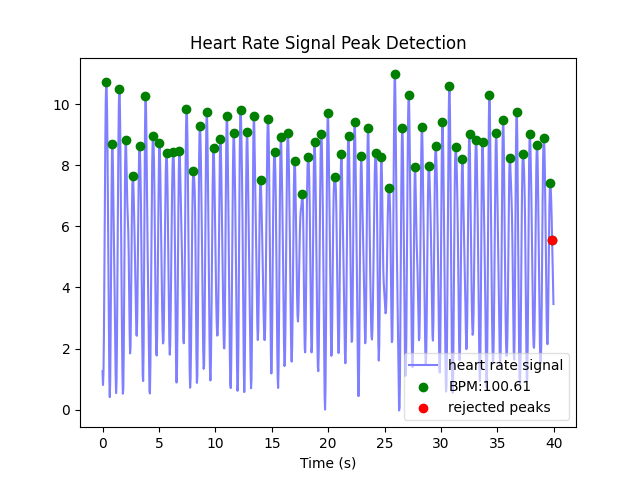 Heart Rate Signal Peak Detection
10
8
6
4
2
0
heart rate signal
BPM:100.61
rejected peaks
0 5 10 15 20 25 30 35 40
Time (s)